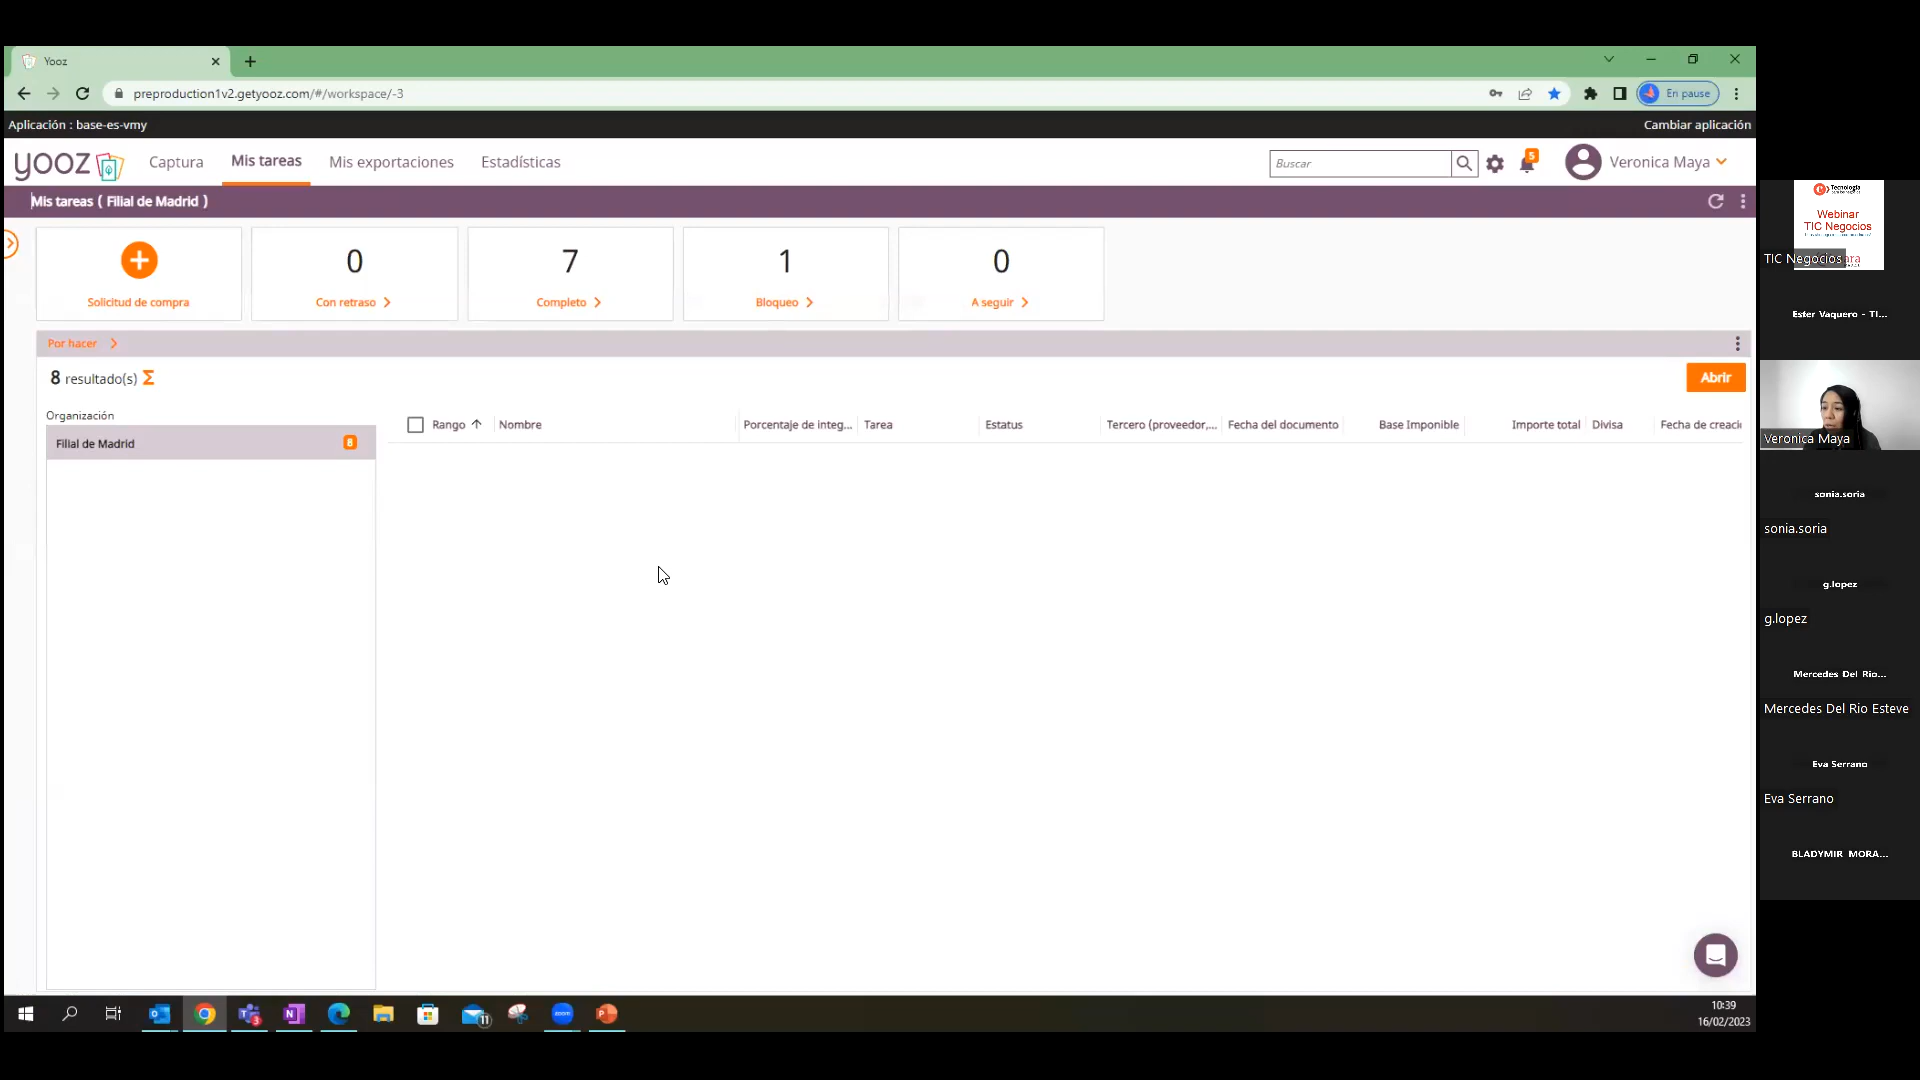 Yooz
preproduction1v2.getyooz.com/#/workspace/-3
En pause
Aplicación : base-es-vmy
Cambiar aplicación
yooz
Captura
Mis tareas
Mis exportaciones
Estadísticas
Buscar
5
Veronica Maya
Mis tareas ( Filial de Madrid )
Solicitud de compra
0
Con retraso
7
Completo
1
Bloqueo
0
A seguir
Por hacer
8 resultado(s) Σ
Abrir
Organización
Filial de Madrid
8
Rango
Nombre
Porcentaje de integ...
Tarea
Estatus
Tercero (proveedor,...
Fecha del documento
Base Imponible
Importe total
Divisa
Fecha de creaci
3
11
zoom
10:39
16/02/2023
Tecnología
Webinar
TIC Negocios
TIC Negocios
Ester Vaquero - TI...
Veronica Maya
sonia.soria
sonia.soria
g.lopez
g.lopez
Mercedes Del Rio...
Mercedes Del Rio Esteve
Eva Serrano
Eva Serrano
BLADYMIR MORA...